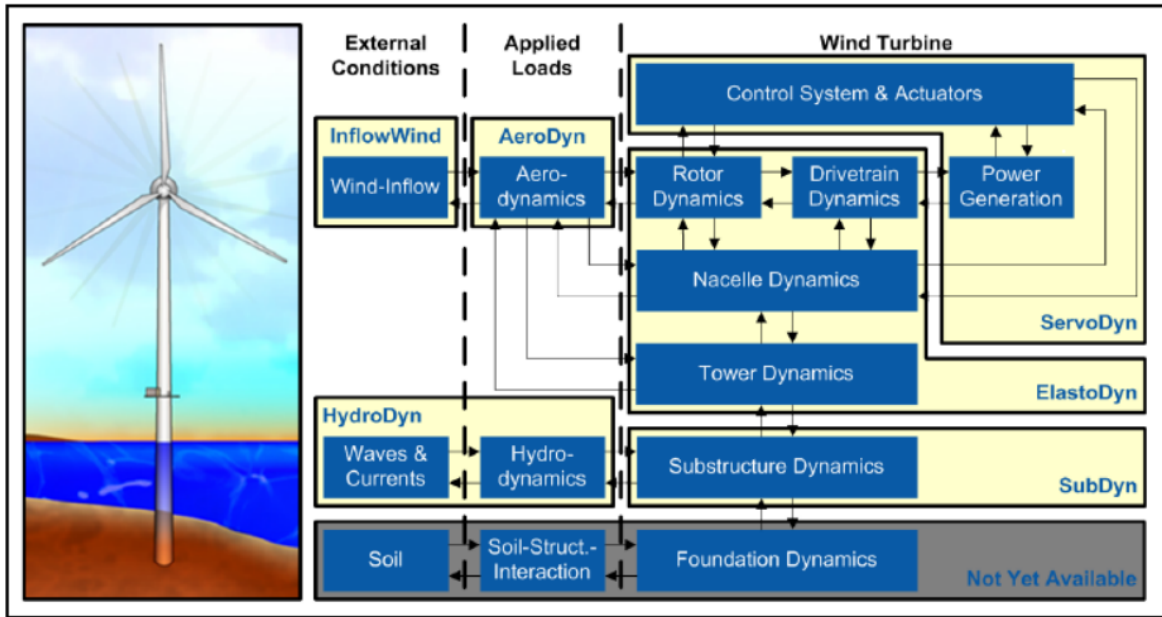 External
Conditions
Applied
Loads
Wind Turbine
Control System & Actuators
InflowWind
AeroDyn
Wind-Inflow
Aero-
dynamics
Rotor
Dynamics
Drivetrain
Dynamics
Power
Generation
Nacelle Dynamics
ServoDyn
Tower Dynamics
ElastoDyn
HydroDyn
Waves &
Currents
Hydro-
dynamics
Substructure Dynamics
SubDyn
Soil
Soil-Struct.-
Interaction
Foundation Dynamics
Not Yet Available